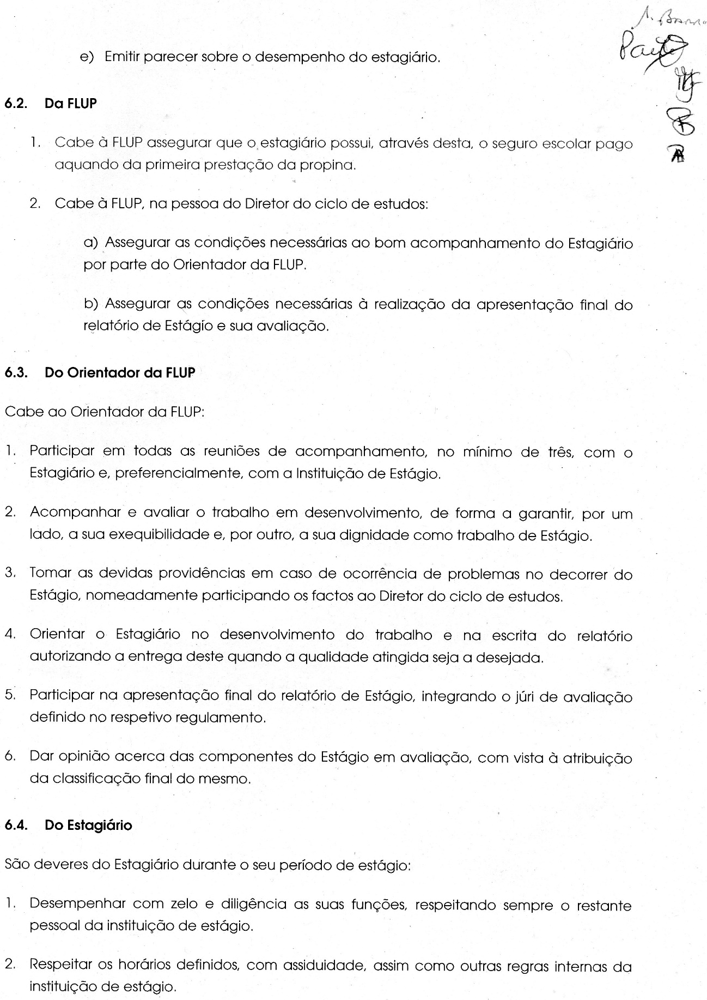 e) Emitir parecer sobre o desempenho do estagiário.
6.2. Da FLUP
1. Cabe à FLUP assegurar que o estagiário possui, através desta, o seguro escolar pago
aquando da primeira prestação da propina.
2. Cabe à FLUP, na pessoa do Diretor do ciclo de estudos:
a) Assegurar as condições necessárias ao bom acompanhamento do Estagiário
por parte do Orientador da FLUP.
b) Assegurar as condições necessárias à realização da apresentação final do
relatório de Estágio e sua avaliação.
6.3. Do Orientador da FLUP
Cabe ao Orientador da FLUP:
1. Participar em todas as reuniões de acompanhamento, no mínimo de três, com o
Estagiário e, preferencialmente, com a Instituição de Estágio.
2. Acompanhar e avaliar o trabalho em desenvolvimento, de forma a garantir, por um
lado, a sua exequibilidade e, por outro, a sua dignidade como trabalho de Estágio.
3. Tomar as devidas providências em caso de ocorrência de problemas no decorrer do
Estágio, nomeadamente participando os factos ao Diretor do ciclo de estudos.
4. Orientar o Estagiário no desenvolvimento do trabalho e na escrita do relatório
autorizando a entrega deste quando a qualidade atingida seja a desejada.
5. Participar na apresentação final do relatório de Estágio, integrando o júri de avaliação
definido no respetivo regulamento.
6. Dar opinião acerca das componentes do Estágio em avaliação, com vista à atribuição
da classificação final do mesmo.
6.4. Do Estagiário
São deveres do Estagiário durante o seu período de estágio:
1. Desempenhar com zelo e diligência as suas funções, respeitando sempre o restante
pessoal da instituição de estágio.
2. Respeitar os horários definidos, com assiduidade, assim como outras regras internas da
instituição de estágio.